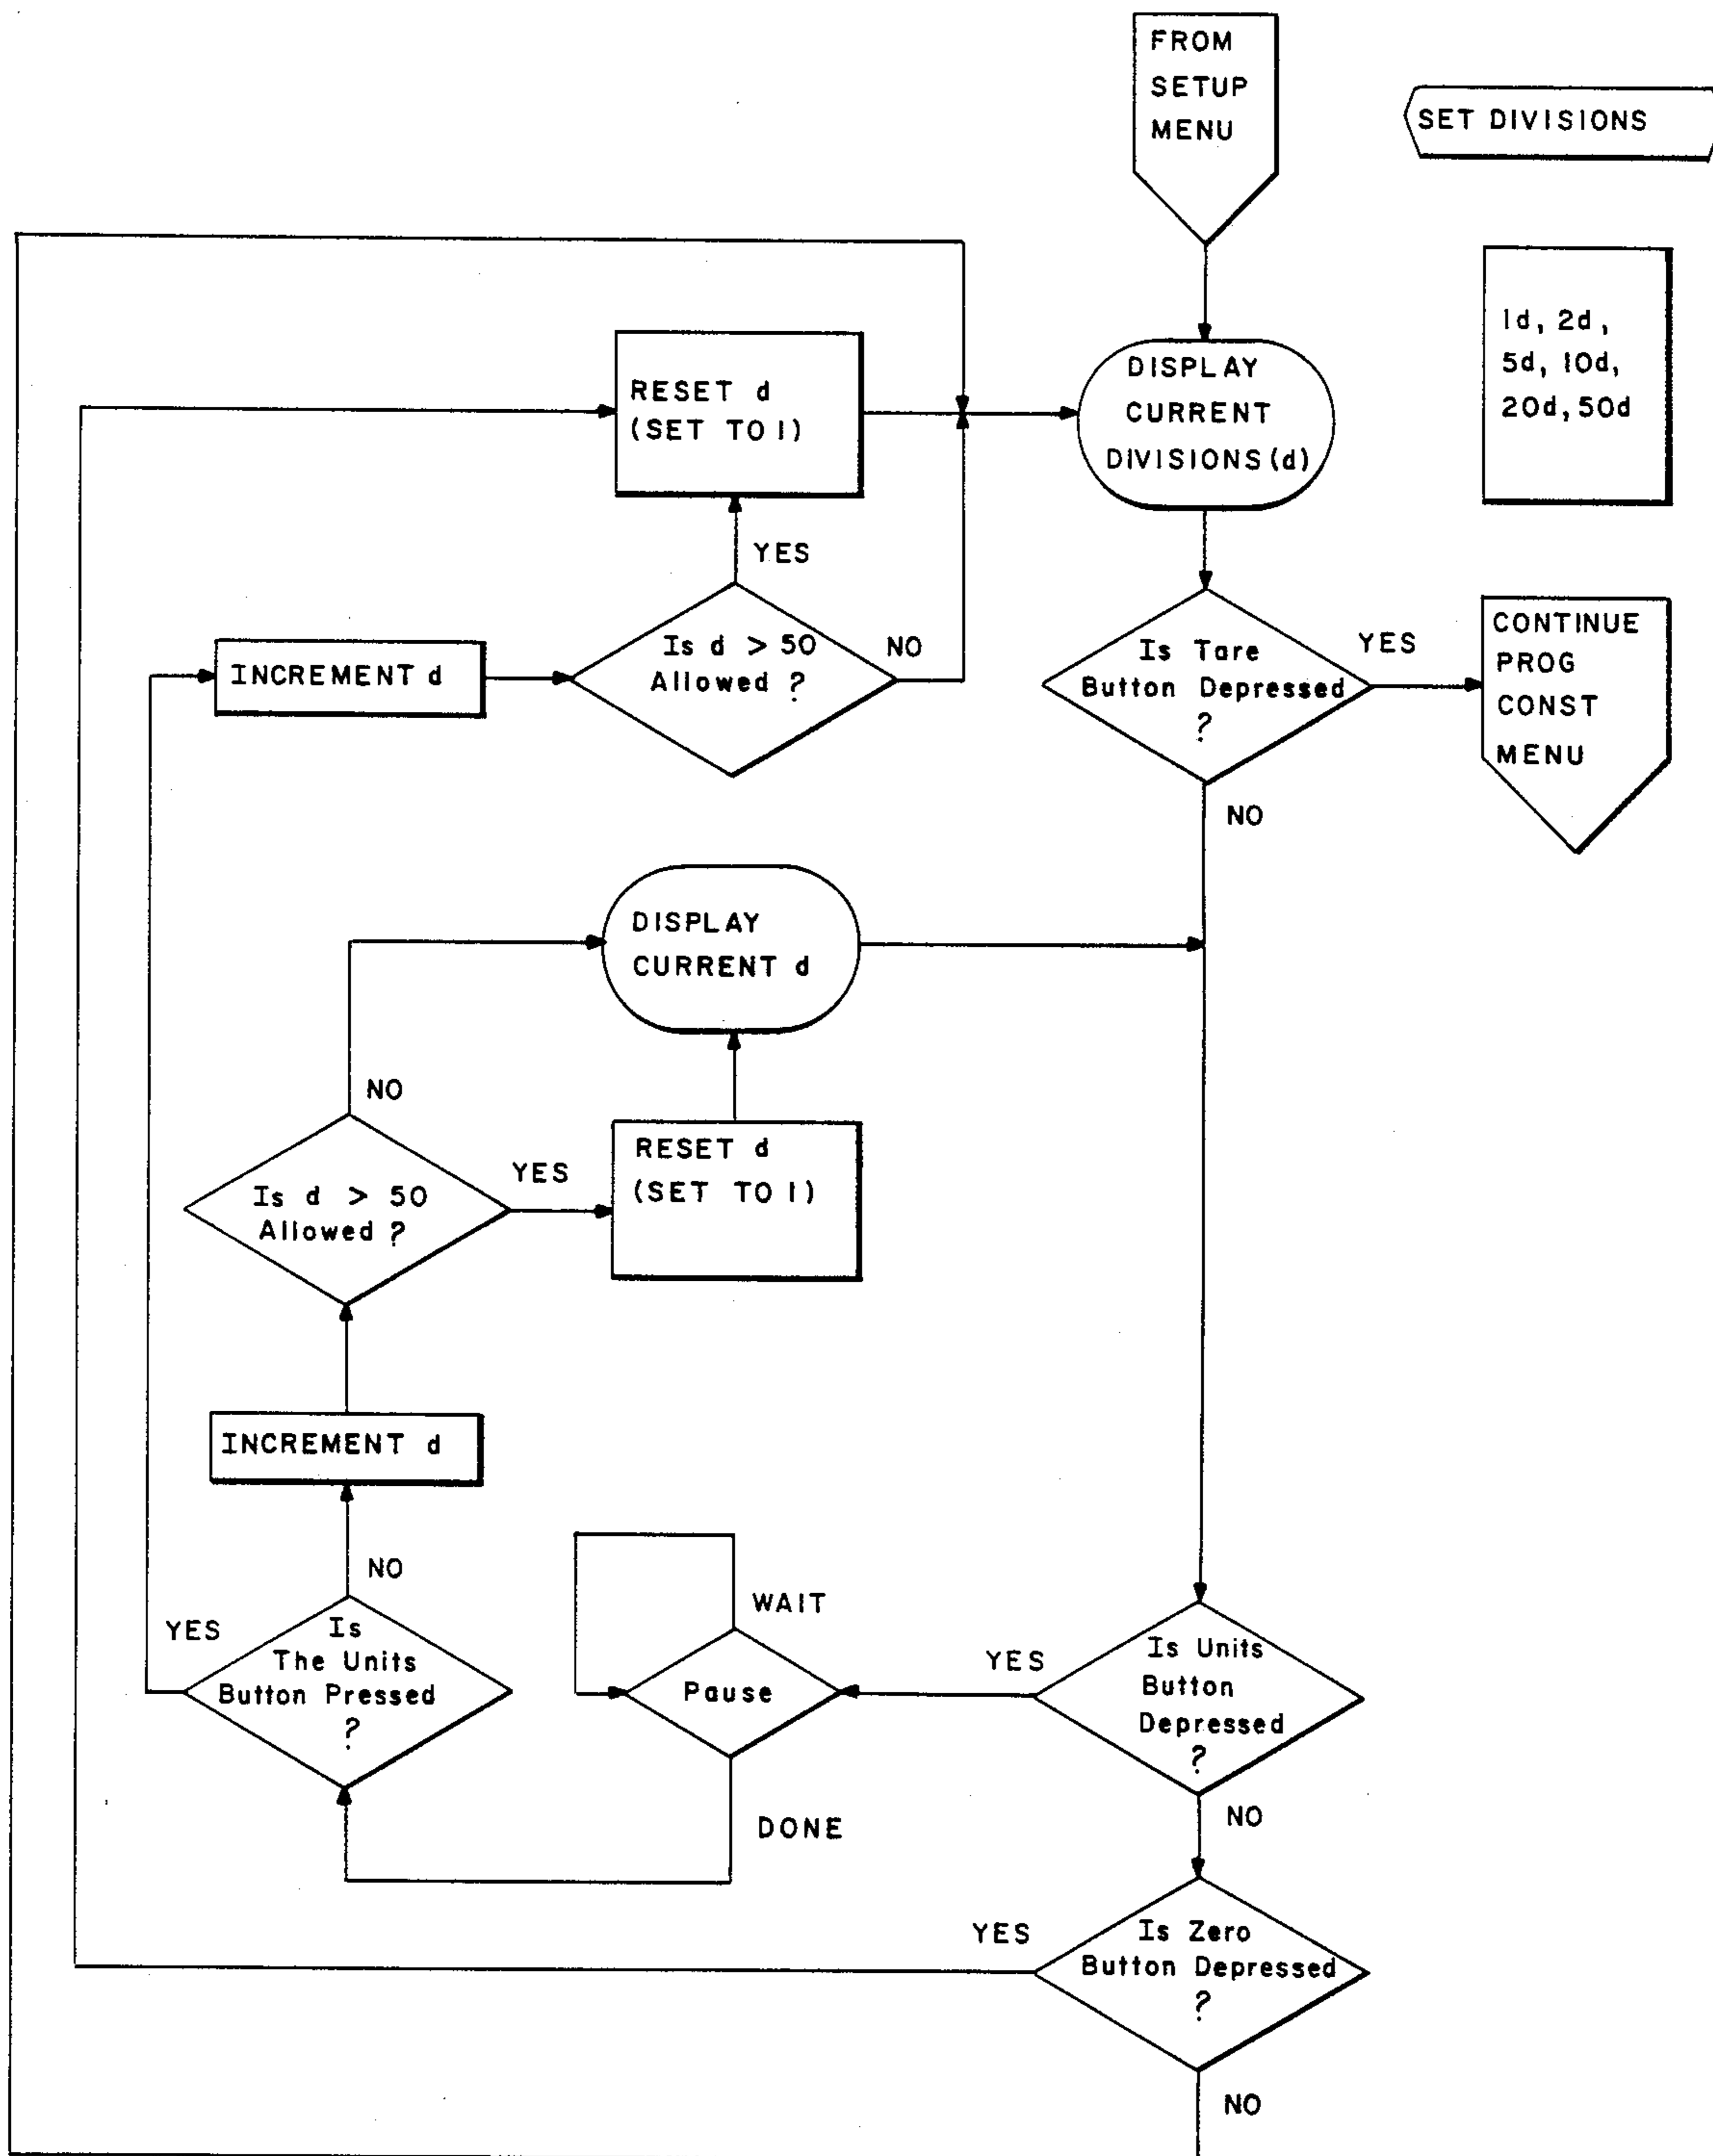 FROM
SETUP
MENU
SET DIVISIONS
1d, 2d,
5d, 10d,
20d, 50d
RESET d
(SET TO 1)
DISPLAY
CURRENT
DIVISIONS (d)
YES
INCREMENT d
Is d > 50
Allowed ?
NO
Is Tare
Button Depressed
?
YES
CONTINUE
PROG
CONST
MENU
NO
DISPLAY
CURRENT d
NO
Is d > 50
Allowed ?
YES
RESET d
(SET TO 1)
INCREMENT d
NO
YES
Is
The Units
Button Pressed
?
WAIT
Pause
DONE
YES
Is Units
Button
Depressed
?
NO
YES
Is Zero
Button Depressed
?
NO